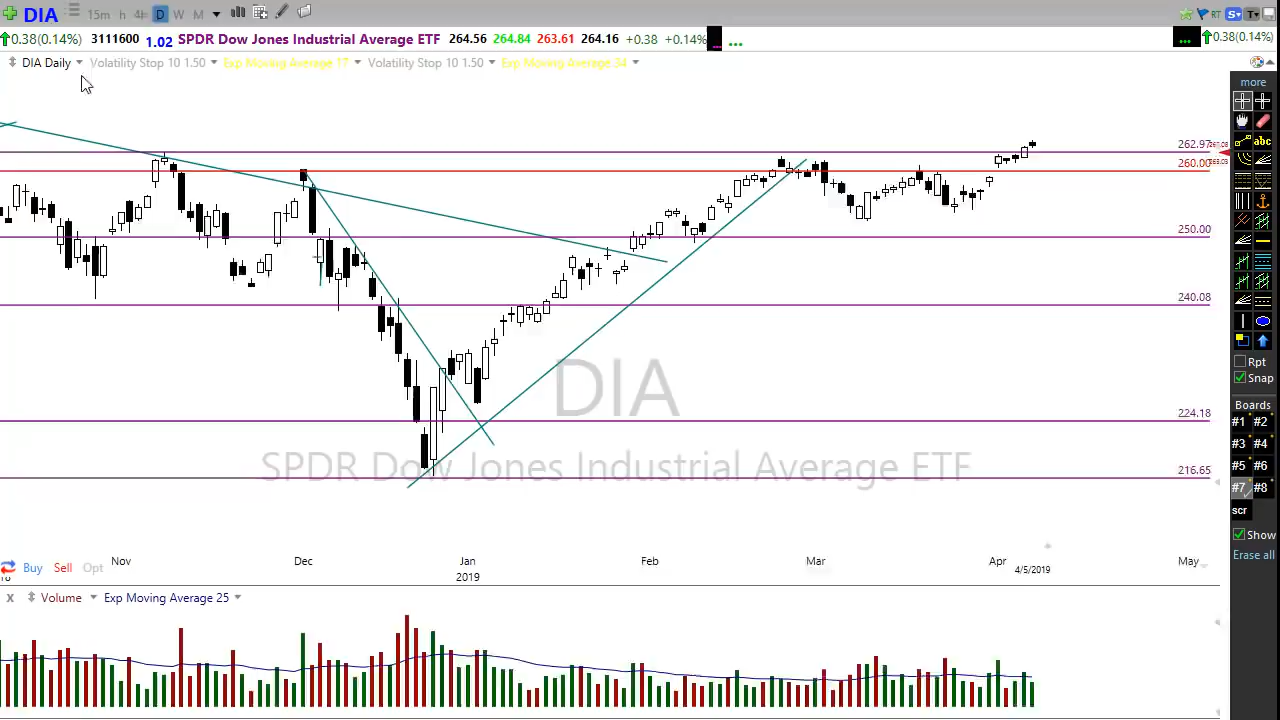 DIA 15m h 4 D W M RT S T
0.38(0.14%) 3111600 1.02 SPDR Dow Jones Industrial Average ETF 264.56 264.84 263.61 264.16 +0.38 +0.14% ... ... 0.38(0.14%)
DIA Daily Volatility Stop 10 1.50 Exp Moving Average 17 Volatility Stop 10 1.50 Exp Moving Average 34
more
abc
262.97
260.00
250.00
240.08
DIA
224.18
SPDR Dow Jones Industrial Average ETF
216.65
Rpt
Snap
Boards
#1 #2
#3 #4
#5 #6
#7 #8
scr
Show
Erase all
Nov Dec Jan Feb Mar Apr May
Buy Sell Opt
2019 4/5/2019
X Volume Exp Moving Average 25